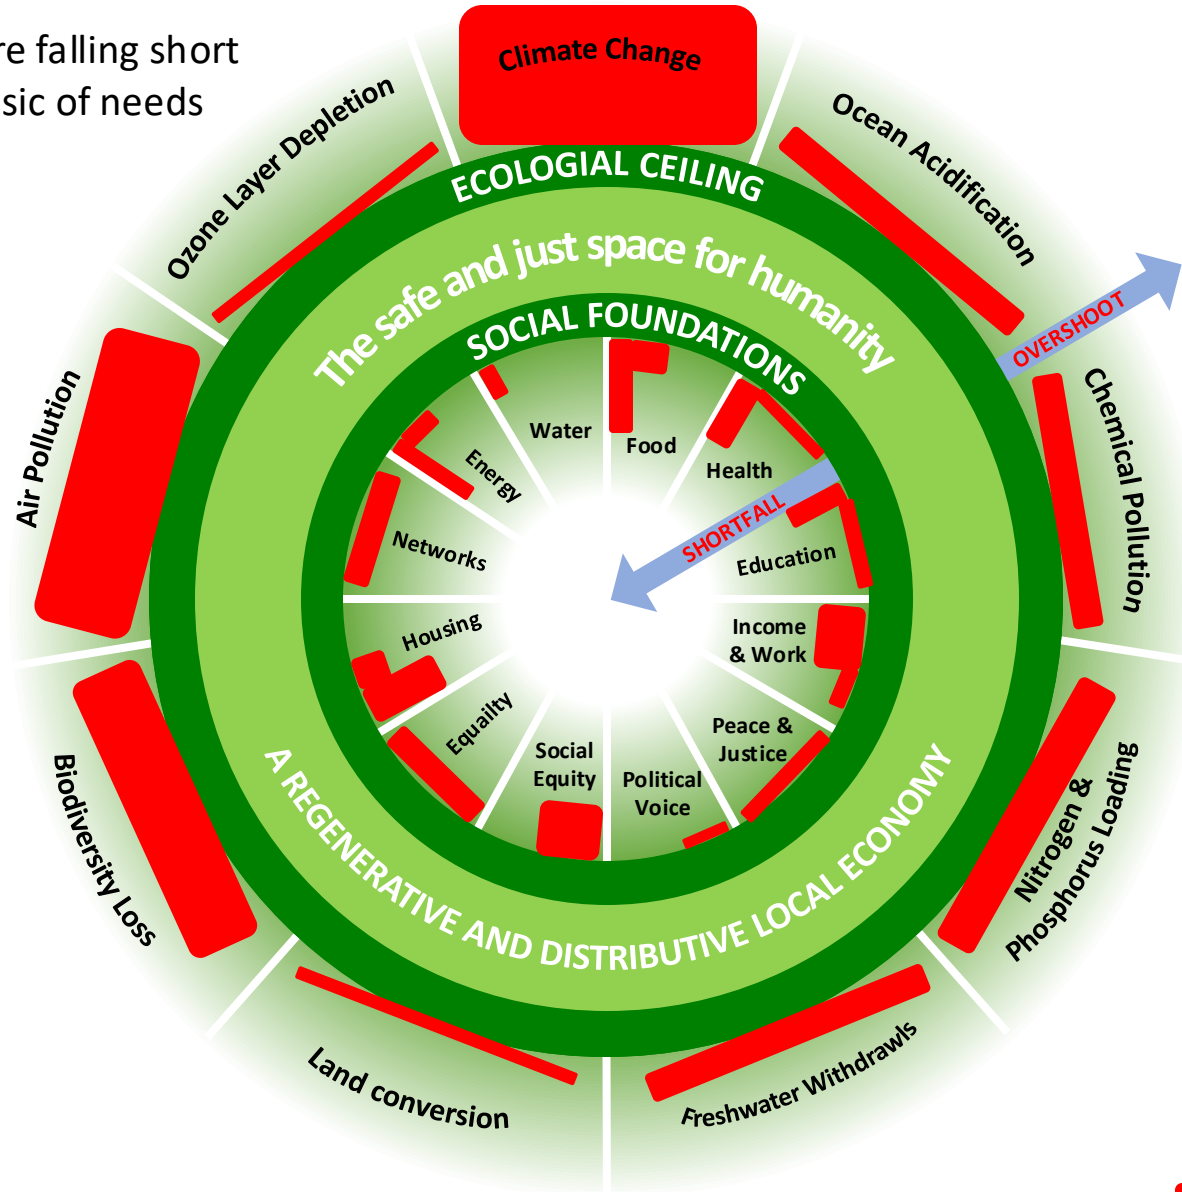 re falling short
sic of needs
Climate Change
Ocean Acidification
OVERSHOOT
Chemical Pollution
Nitrogen &
Phosphorus Loading
Freshwater Withdrawls
Land conversion
Biodiversity Loss
Air Pollution
Ozone Layer Depletion
ECOLOGIAL CEILING
The safe and just space for humanity
SOCIAL FOUNDATIONS
Water
Food
Health
SHORTFALL
Education
Income
& Work
Peace &
Justice
Political
Voice
Social
Equity
Equailty
Housing
Networks
Energy
A REGENERATIVE AND DISTRIBUTIVE LOCAL ECONOMY